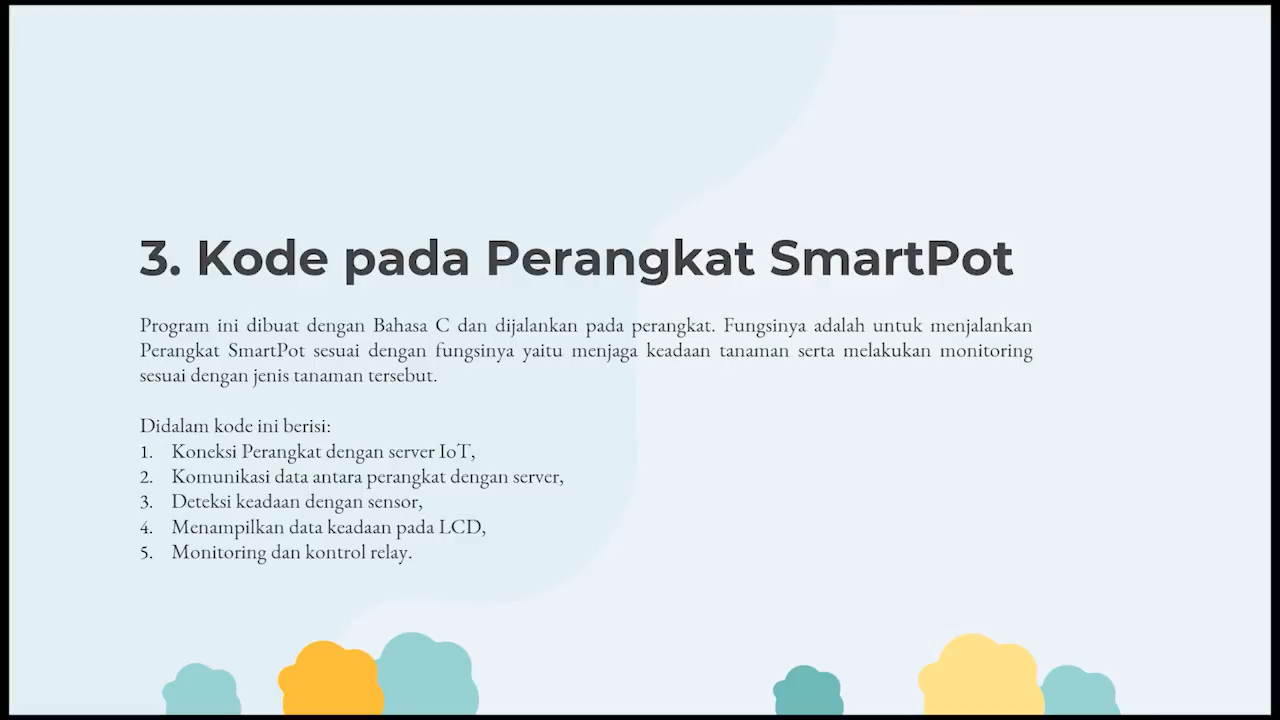 3. Kode pada Perangkat SmartPot
Program ini dibuat dengan Bahasa C dan dijalankan pada perangkat. Fungsinya adalah untuk menjalankan
Perangkat SmartPot sesuai dengan fungsinya yaitu menjaga keadaan tanaman serta melakukan monitoring
sesuai dengan jenis tanaman tersebut.
Didalam kode ini berisi:
1. Koneksi Perangkat dengan server IoT,
2. Komunikasi data antara perangkat dengan server,
3. Deteksi keadaan dengan sensor,
4. Menampilkan data keadaan pada LCD,
5. Monitoring dan kontrol relay.